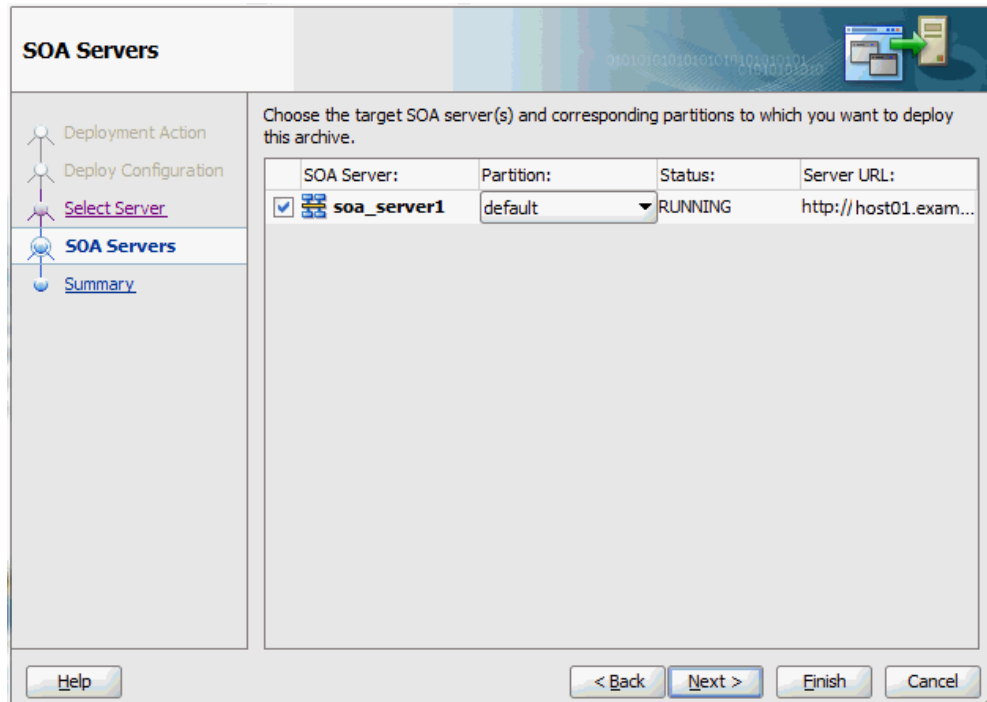 SOA Servers
Deployment Action
Deploy Configuration
Select Server
SOA Servers
Summary
Choose the target SOA server(s) and corresponding partitions to which you want to deploy
this archive.
SOA Server: Partition: Status: Server URL:
soa_server1 default RUNNING http://host01.exam...
Help < Back Next > Finish Cancel